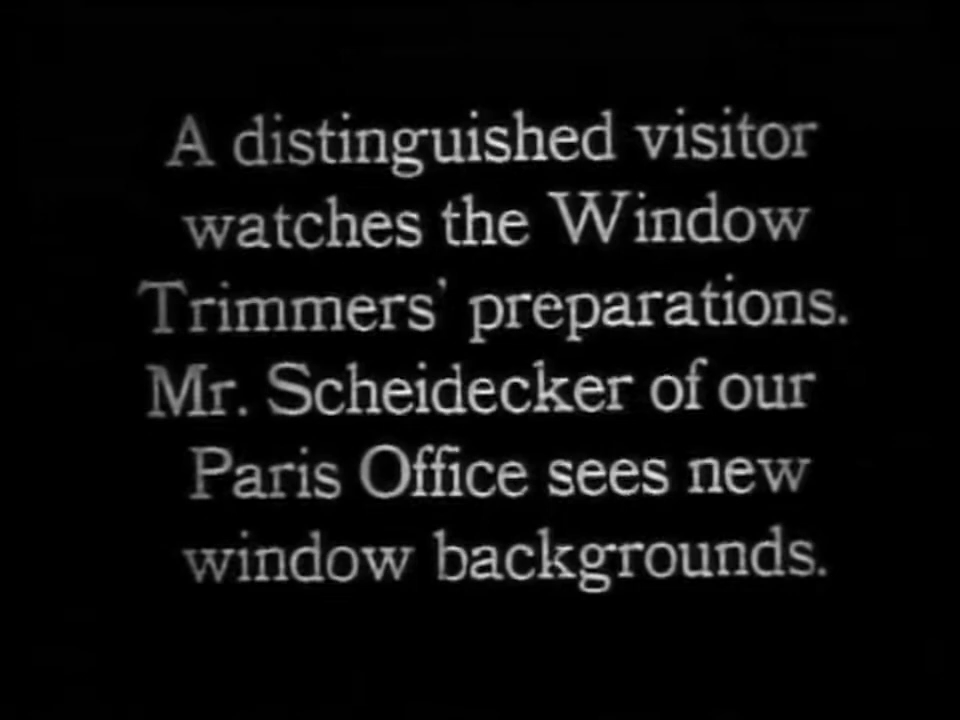 A distinguished visitor
watches the Window
Trimmers' preparations.
Mr. Scheidecker of our
Paris Office sees new
window backgrounds.